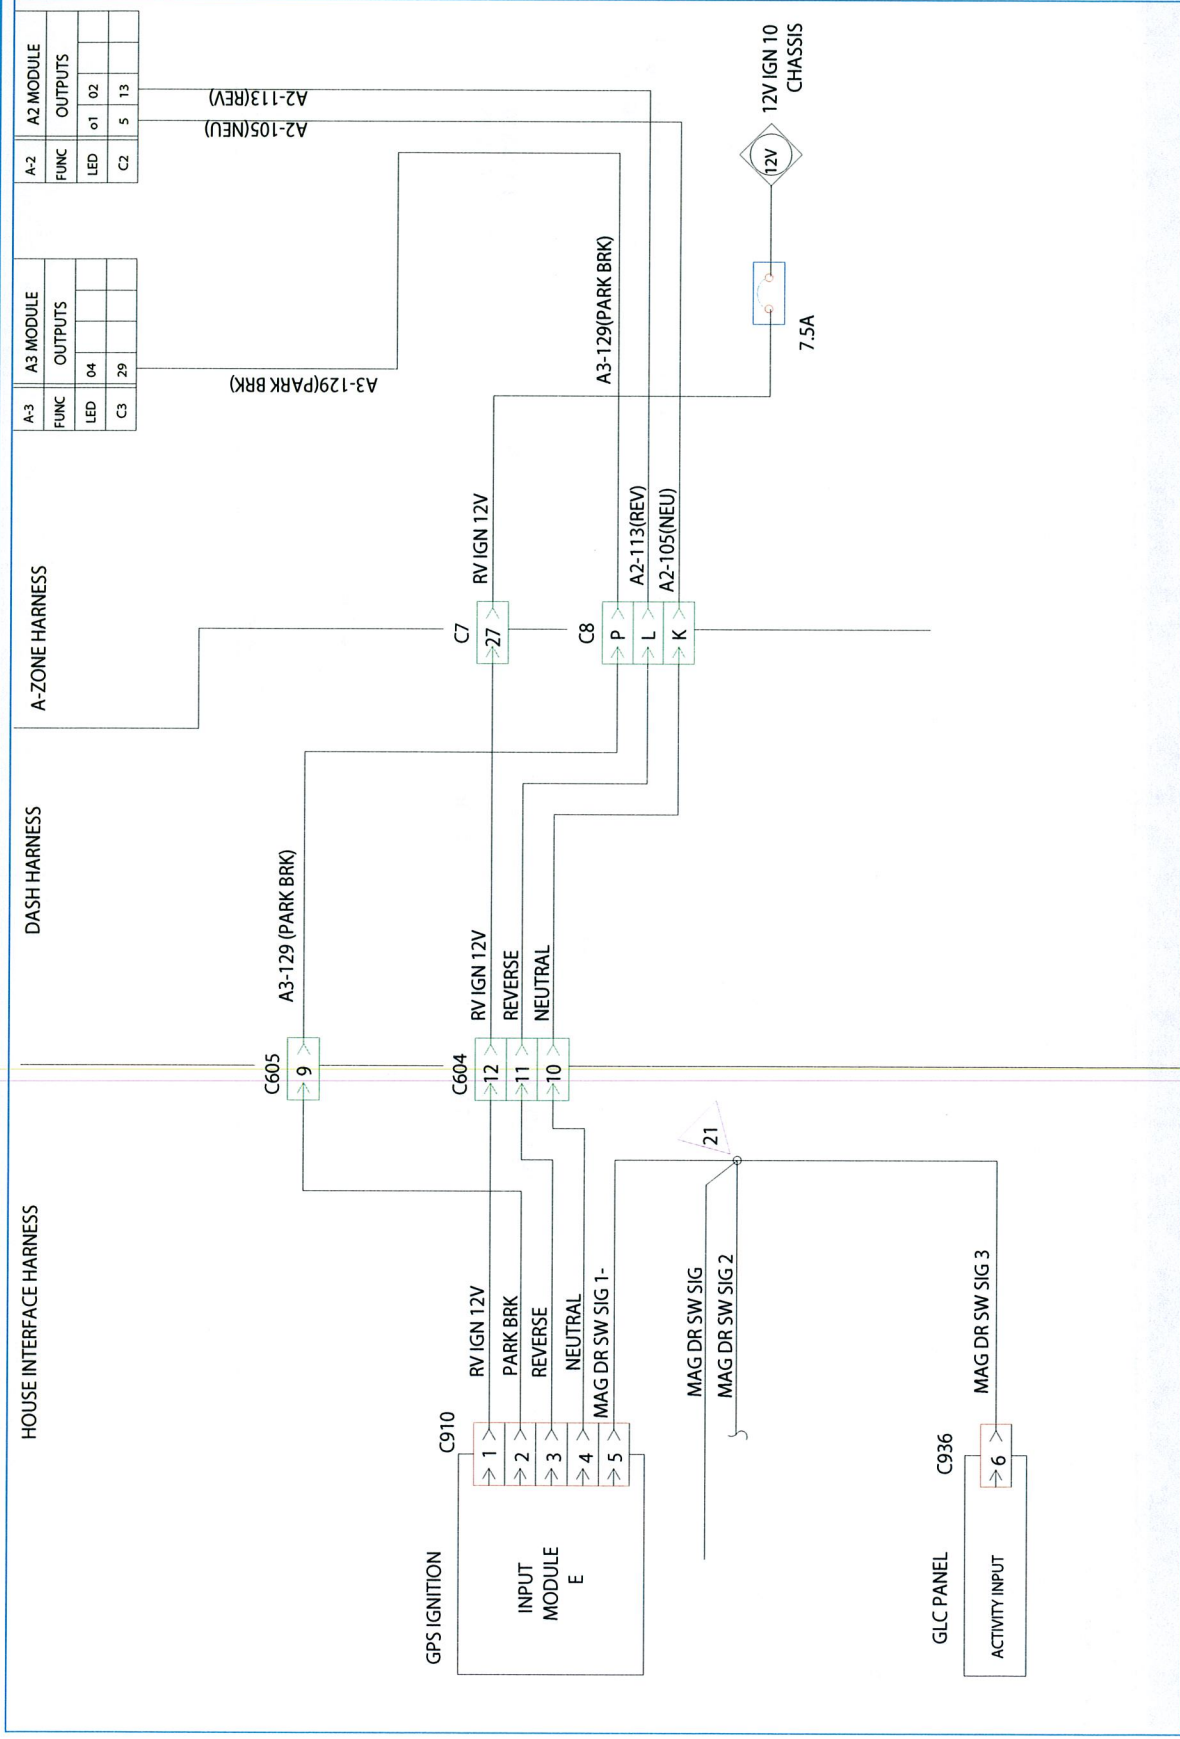 HOUSE INTERFACE HARNESS
DASH HARNESS
A-ZONE HARNESS
A-3 A3 MODULE
FUNC OUTPUTS
LED 04
C3 29
A-2 A2 MODULE
FUNC OUTPUTS
LED o1 02
C2 5 13
A3-129(PARK BRK)
A2-113(REV)
A2-105(NEU)
C605
9
A3-129 (PARK BRK)
GPS IGNITION
INPUT
MODULE
E
C910
1
2
3
4
5
RV IGN 12V
PARK BRK
REVERSE
NEUTRAL
MAG DR SW SIG 1-
C604
12
11
10
RV IGN 12V
REVERSE
NEUTRAL
C7
27
RV IGN 12V
C8
P
L
K
A3-129(PARK BRK)
A2-113(REV)
A2-105(NEU)
7.5A
12V
12V IGN 10
CHASSIS
21
MAG DR SW SIG
MAG DR SW SIG 2
GLC PANEL
ACTIVITY INPUT
C936
6
MAG DR SW SIG 3